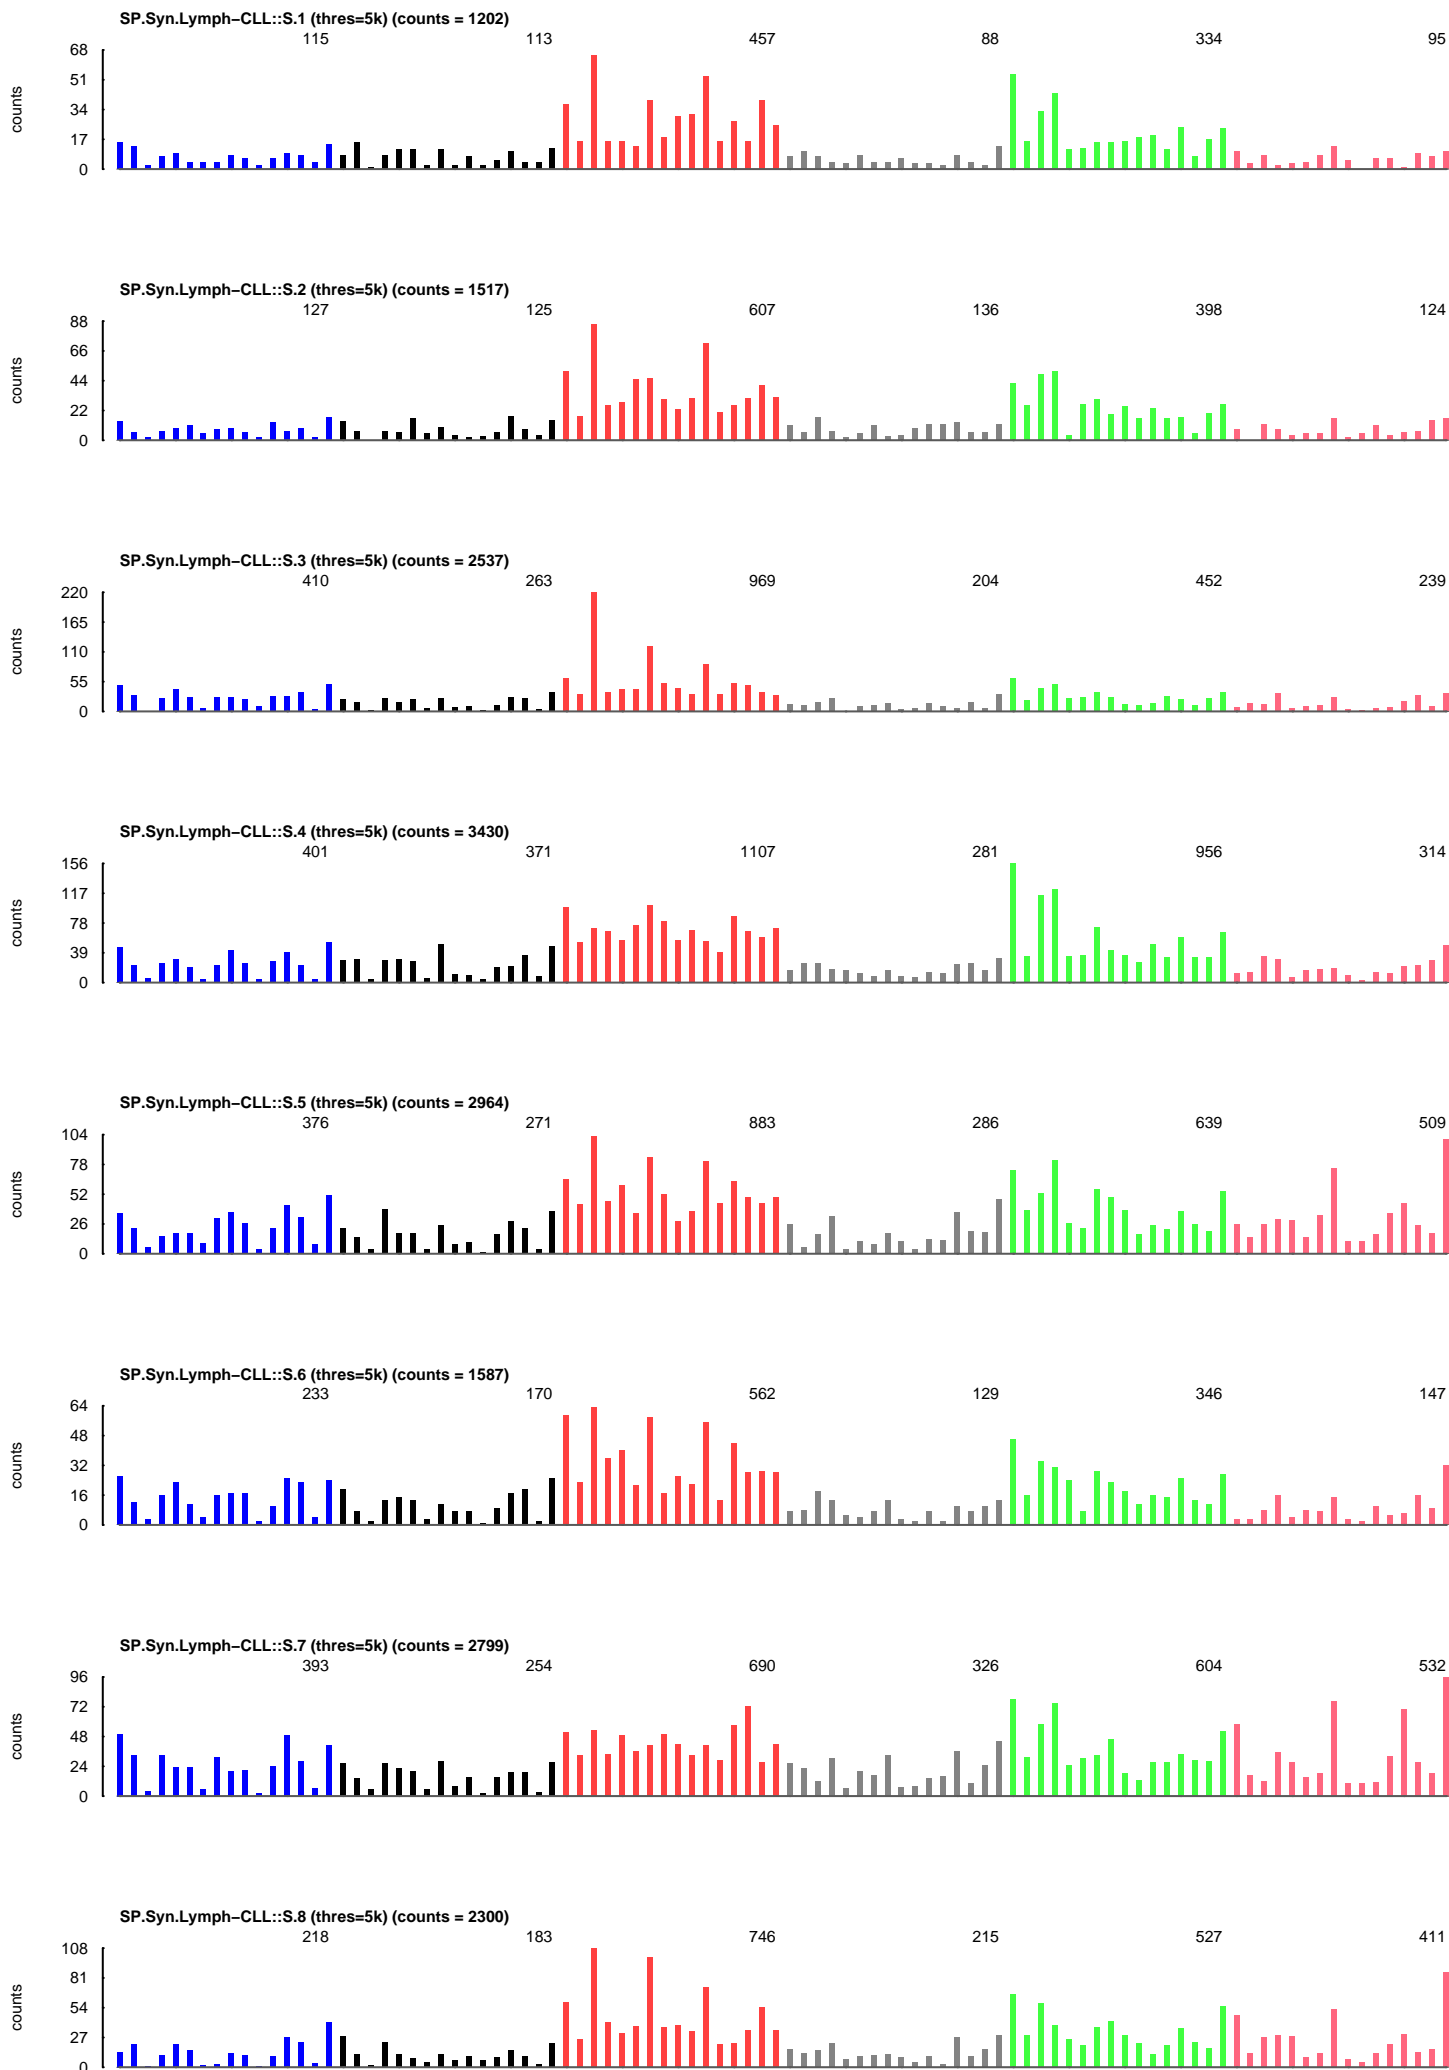 SP.Syn.Lymph−CLL::S.1 (thres=5k) (counts = 1202)
115 113 457 88 334 95
68
51
34
17
0
counts
SP.Syn.Lymph−CLL::S.2 (thres=5k) (counts = 1517)
127 125 607 136 398 124
88
66
44
22
0
counts
SP.Syn.Lymph−CLL::S.3 (thres=5k) (counts = 2537)
410 263 969 204 452 239
220
165
110
55
0
counts
SP.Syn.Lymph−CLL::S.4 (thres=5k) (counts = 3430)
401 371 1107 281 956 314
156
117
78
39
0
counts
SP.Syn.Lymph−CLL::S.5 (thres=5k) (counts = 2964)
376 271 883 286 639 509
104
78
52
26
0
counts
SP.Syn.Lymph−CLL::S.6 (thres=5k) (counts = 1587)
233 170 562 129 346 147
64
48
32
16
0
counts
SP.Syn.Lymph−CLL::S.7 (thres=5k) (counts = 2799)
393 254 690 326 604 532
96
72
48
24
0
counts
SP.Syn.Lymph−CLL::S.8 (thres=5k) (counts = 2300)
218 183 746 215 527 411
108
81
54
27
0
counts